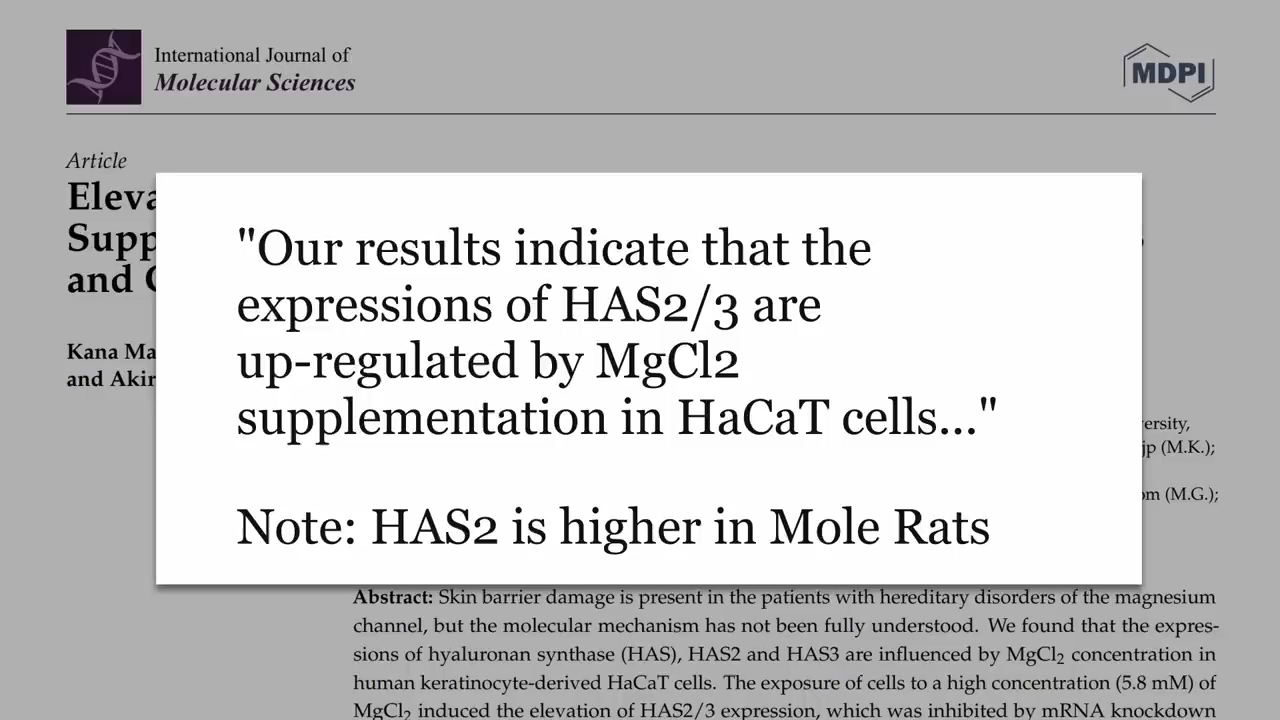 International Journal of
Molecular Sciences
MDPI
Article
"Our results indicate that the
expressions of HAS2/3 are
up-regulated by MgCl2
supplementation in HaCaT cells..."
Note: HAS2 is higher in Mole Rats
Supp
and
Kana
and
jp (M.K.);
(M.G.);
Abstract: Skin barrier damage is present in the patients with hereditary disorders of the magnesium
channel, but the molecular mechanism has not been fully understood. We found that the expres-
sions of hyaluronan synthase (HAS), HAS2 and HAS3 are influenced by MgCl₂ concentration in
human keratinocyte-derived HaCaT cells. The exposure of cells to a high concentration (5.8 mM) of
MgCl₂ induced the elevation of HAS2/3 expression, which was inhibited by mRNA knockdown